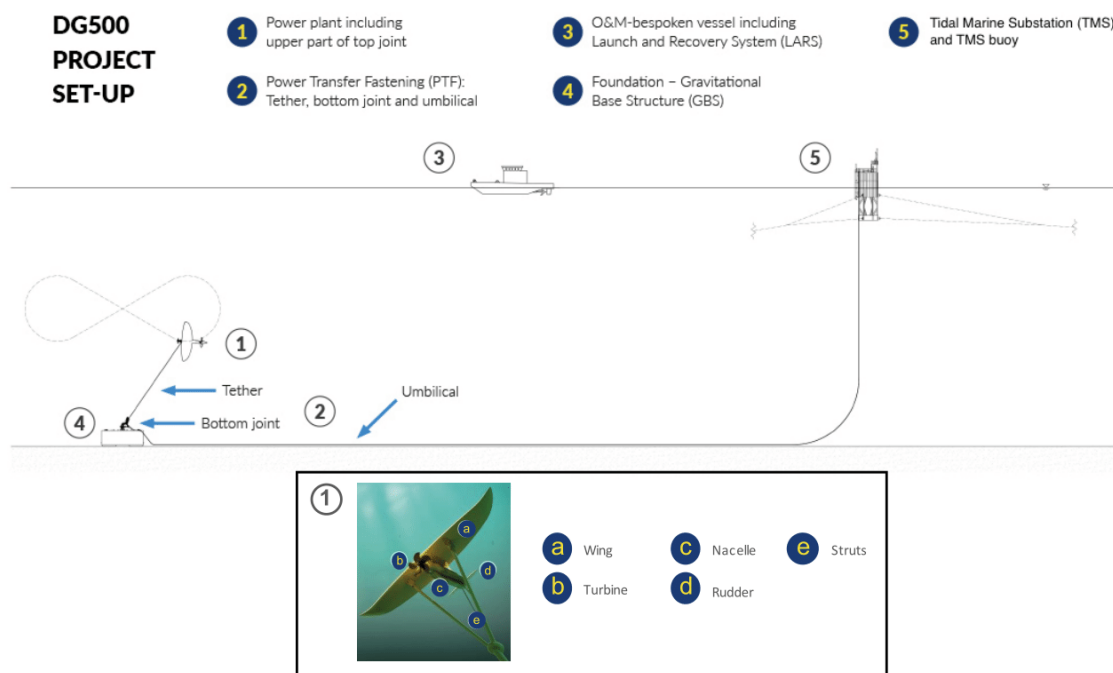 DG500
PROJECT
SET-UP
1
Power plant including
upper part of top joint
2
Power Transfer Fastening (PTF):
Tether, bottom joint and umbilical
3
O&M-bespoken vessel including
Launch and Recovery System (LARS)
4
Foundation – Gravitational
Base Structure (GBS)
5
Tidal Marine Substation (TMS)
and TMS buoy
3
5
1
Tether
Umbilical
2
4
Bottom joint
1
a
b
c
d
e
a Wing
b Turbine
c Nacelle
d Rudder
e Struts